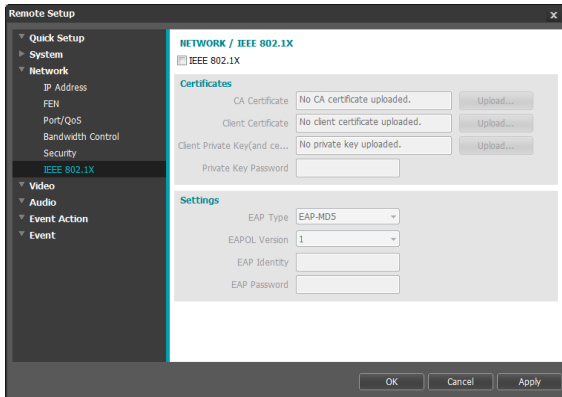 Remote Setup
x
Quick Setup
System
Network
IP Address
FEN
Port/QoS
Bandwidth Control
Security
IEEE 802.1X
Video
Audio
Event Action
Event
NETWORK / IEEE 802.1X
IEEE 802.1X
Certificates
CA Certificate No CA certificate uploaded. Upload...
Client Certificate No client certificate uploaded. Upload...
Client Private Key(and ce... No private key uploaded. Upload...
Private Key Password
Settings
EAP Type EAP-MD5
EAPOL Version 1
EAP Identity
EAP Password
OK Cancel Apply